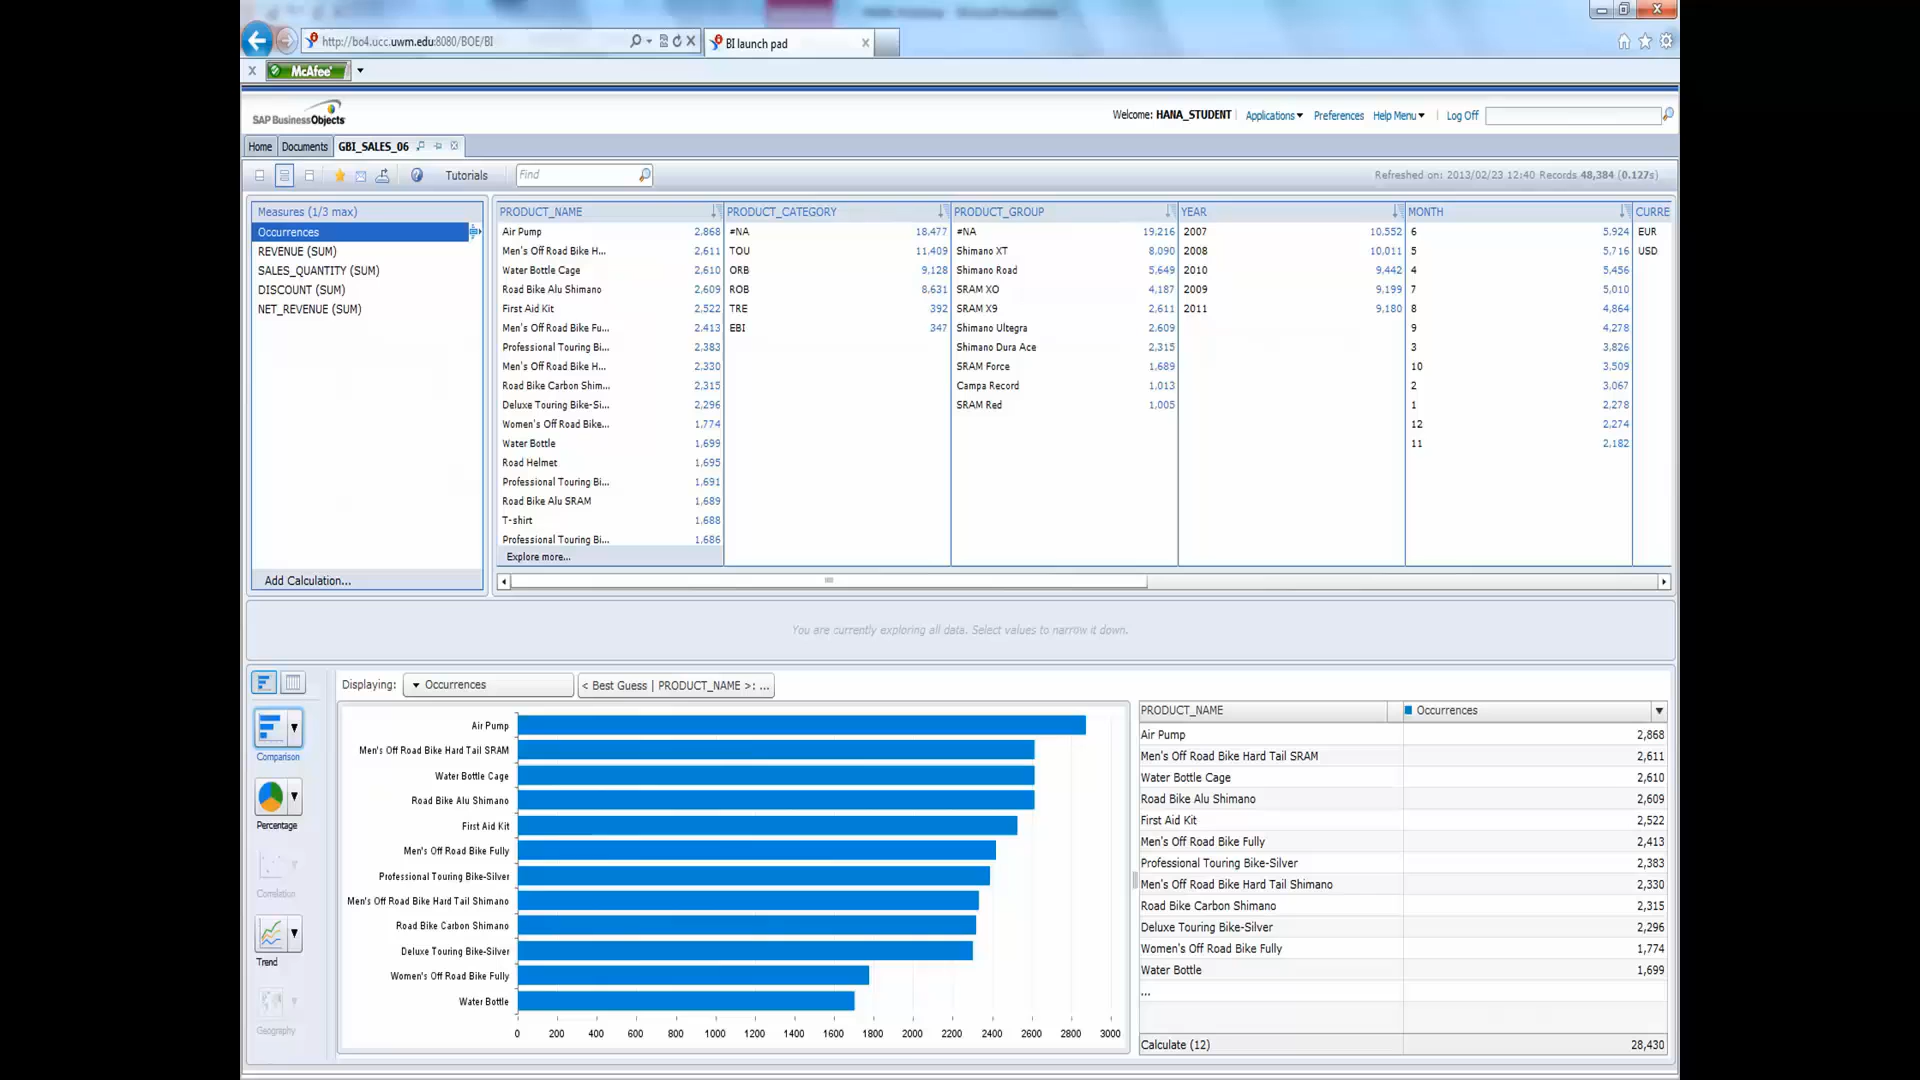 http://bo4.ucc.uwm.edu:8080/BOE/BI
BI launch pad
McAfee
SAP BusinessObjects
Welcome: HANA_STUDENT Applications Preferences Help Menu Log Off
Home Documents GBI_SALES_06
Tutorials Find Refreshed on: 2013/02/23 12:40 Records 48,384 (0.127s)
Measures (1/3 max)
Occurrences
REVENUE (SUM)
SALES_QUANTITY (SUM)
DISCOUNT (SUM)
NET_REVENUE (SUM)
Add Calculation...
PRODUCT_NAME
Air Pump 2,868
Men's Off Road Bike H... 2,611
Water Bottle Cage 2,610
Road Bike Alu Shimano 2,609
First Aid Kit 2,522
Men's Off Road Bike Fu... 2,413
Professional Touring Bi... 2,383
Men's Off Road Bike H... 2,330
Road Bike Carbon Shim... 2,315
Deluxe Touring Bike-Si... 2,296
Women's Off Road Bike... 1,774
Water Bottle 1,699
Road Helmet 1,695
Professional Touring Bi... 1,691
Road Bike Alu SRAM 1,689
T-shirt 1,688
Professional Touring Bi... 1,686
Explore more...
PRODUCT_CATEGORY
#NA 18,477
TOU 11,409
ORB 9,128
ROB 8,631
TRE 392
EBI 347
PRODUCT_GROUP
#NA 19,216
Shimano XT 8,090
Shimano Road 5,649
SRAM XO 4,187
SRAM X9 2,611
Shimano Ultegra 2,609
Shimano Dura Ace 2,315
SRAM Force 1,689
Campa Record 1,013
SRAM Red 1,005
YEAR
2007 10,552
2008 10,011
2010 9,442
2009 9,199
2011 9,180
MONTH
6 5,924
5 5,716
4 5,456
7 5,010
8 4,864
9 4,278
3 3,826
10 3,509
2 3,067
1 2,278
12 2,274
11 2,182
CURRE
EUR
USD
You are currently exploring all data. Select values to narrow it down.
Comparison
Percentage
Correlation
Trend
Geography
Displaying: Occurrences < Best Guess | PRODUCT_NAME >: ...
Air Pump
Men's Off Road Bike Hard Tail SRAM
Water Bottle Cage
Road Bike Alu Shimano
First Aid Kit
Men's Off Road Bike Fully
Professional Touring Bike-Silver
Men's Off Road Bike Hard Tail Shimano
Road Bike Carbon Shimano
Deluxe Touring Bike-Silver
Women's Off Road Bike Fully
Water Bottle
0 200 400 600 800 1000 1200 1400 1600 1800 2000 2200 2400 2600 2800 3000
PRODUCT_NAME Occurrences
Air Pump 2,868
Men's Off Road Bike Hard Tail SRAM 2,611
Water Bottle Cage 2,610
Road Bike Alu Shimano 2,609
First Aid Kit 2,522
Men's Off Road Bike Fully 2,413
Professional Touring Bike-Silver 2,383
Men's Off Road Bike Hard Tail Shimano 2,330
Road Bike Carbon Shimano 2,315
Deluxe Touring Bike-Silver 2,296
Women's Off Road Bike Fully 1,774
Water Bottle 1,699
...
Calculate (12) 28,430